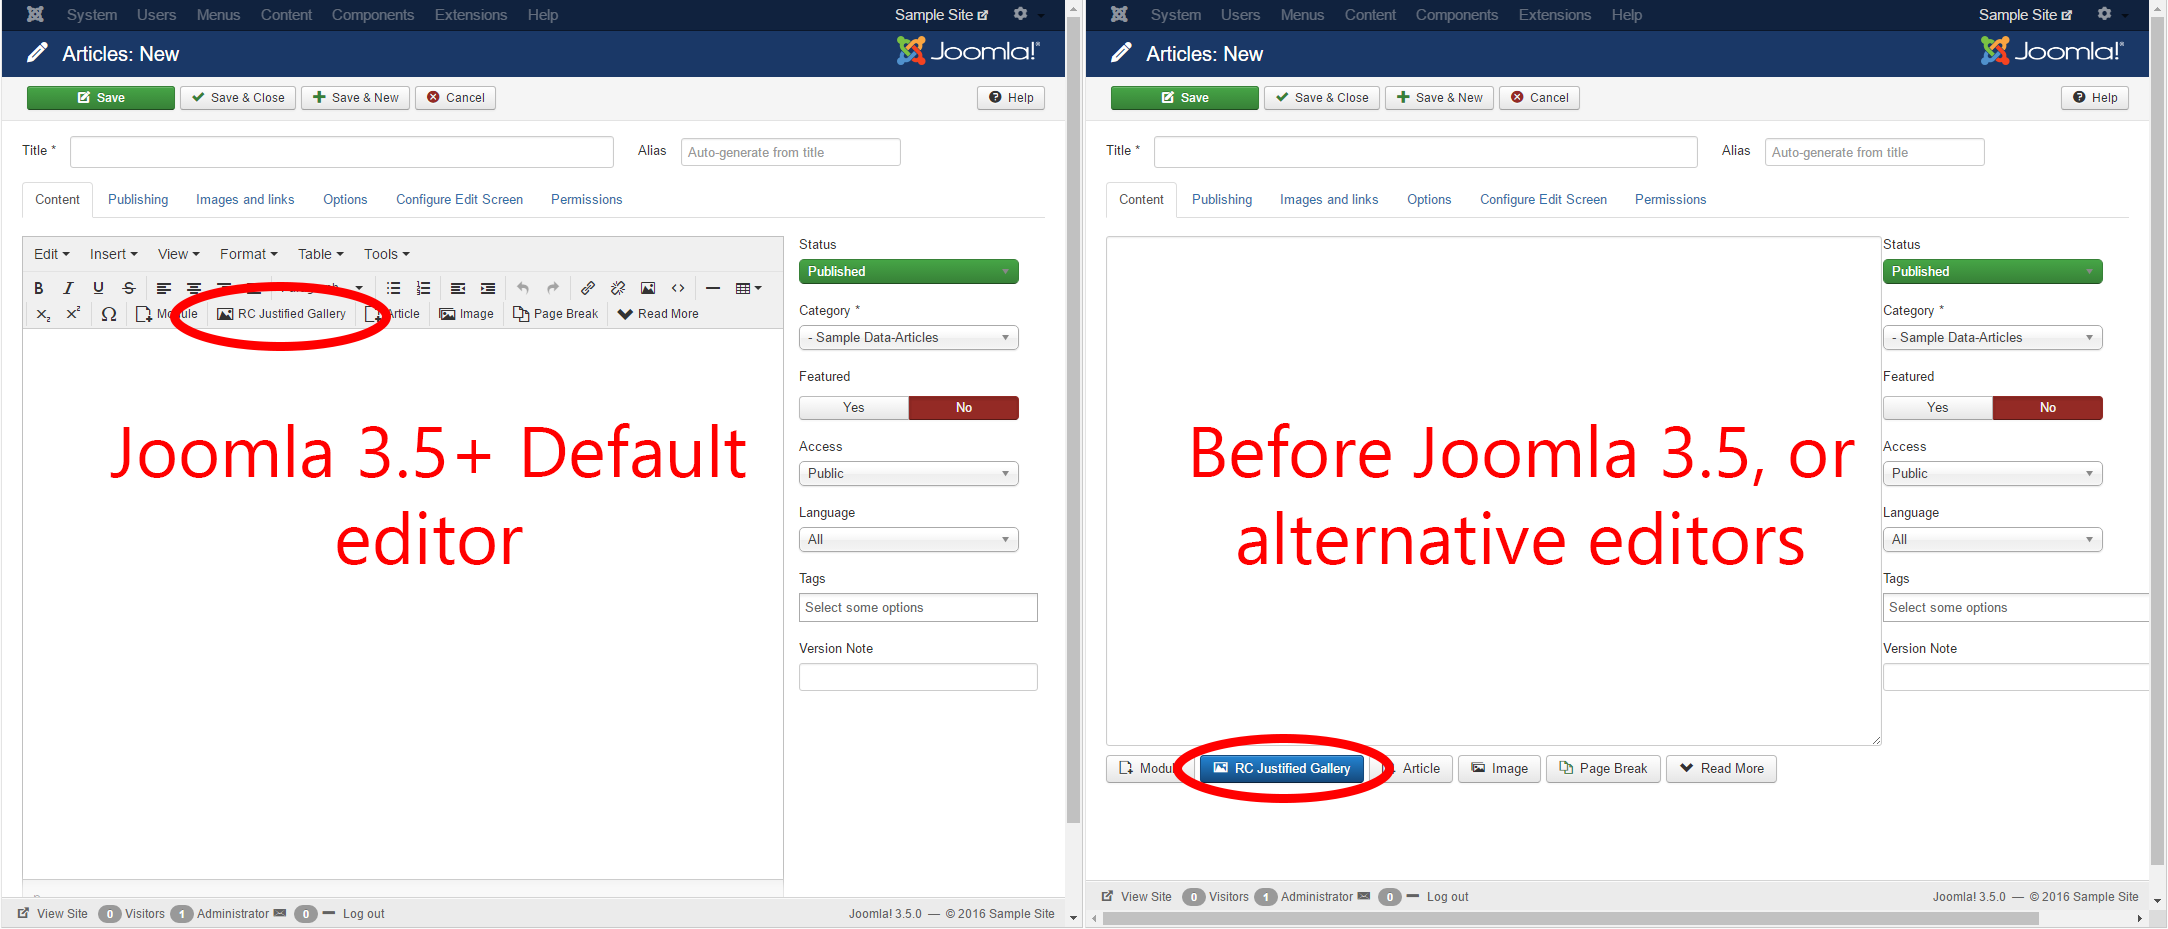 System Users Menus Content Components Extensions Help Sample Site
Articles: New Joomla!®
Save Save & Close Save & New Cancel Help
Title * Alias Auto-generate from title
Content Publishing Images and links Options Configure Edit Screen Permissions
Edit Insert View Format Table Tools
B I U S
X₂ X² Ω Module RC Justified Gallery Article Image Page Break Read More
Status
Published
Category *
- Sample Data-Articles
Featured
Yes No
Access
Public
Language
All
Tags
Select some options
Version Note
Joomla 3.5+ Default
editor
View Site 0 Visitors 1 Administrator 0 Log out Joomla! 3.5.0 — © 2016 Sample Site
System Users Menus Content Components Extensions Help Sample Site
Articles: New Joomla!®
Save Save & Close Save & New Cancel Help
Title * Alias Auto-generate from title
Content Publishing Images and links Options Configure Edit Screen Permissions
Status
Published
Category *
- Sample Data-Articles
Featured
Yes No
Access
Public
Language
All
Tags
Select some options
Version Note
Before Joomla 3.5, or
alternative editors
Modul RC Justified Gallery Article Image Page Break Read More
View Site 0 Visitors 1 Administrator 0 Log out Joomla! 3.5.0 — © 2016 Sample Site